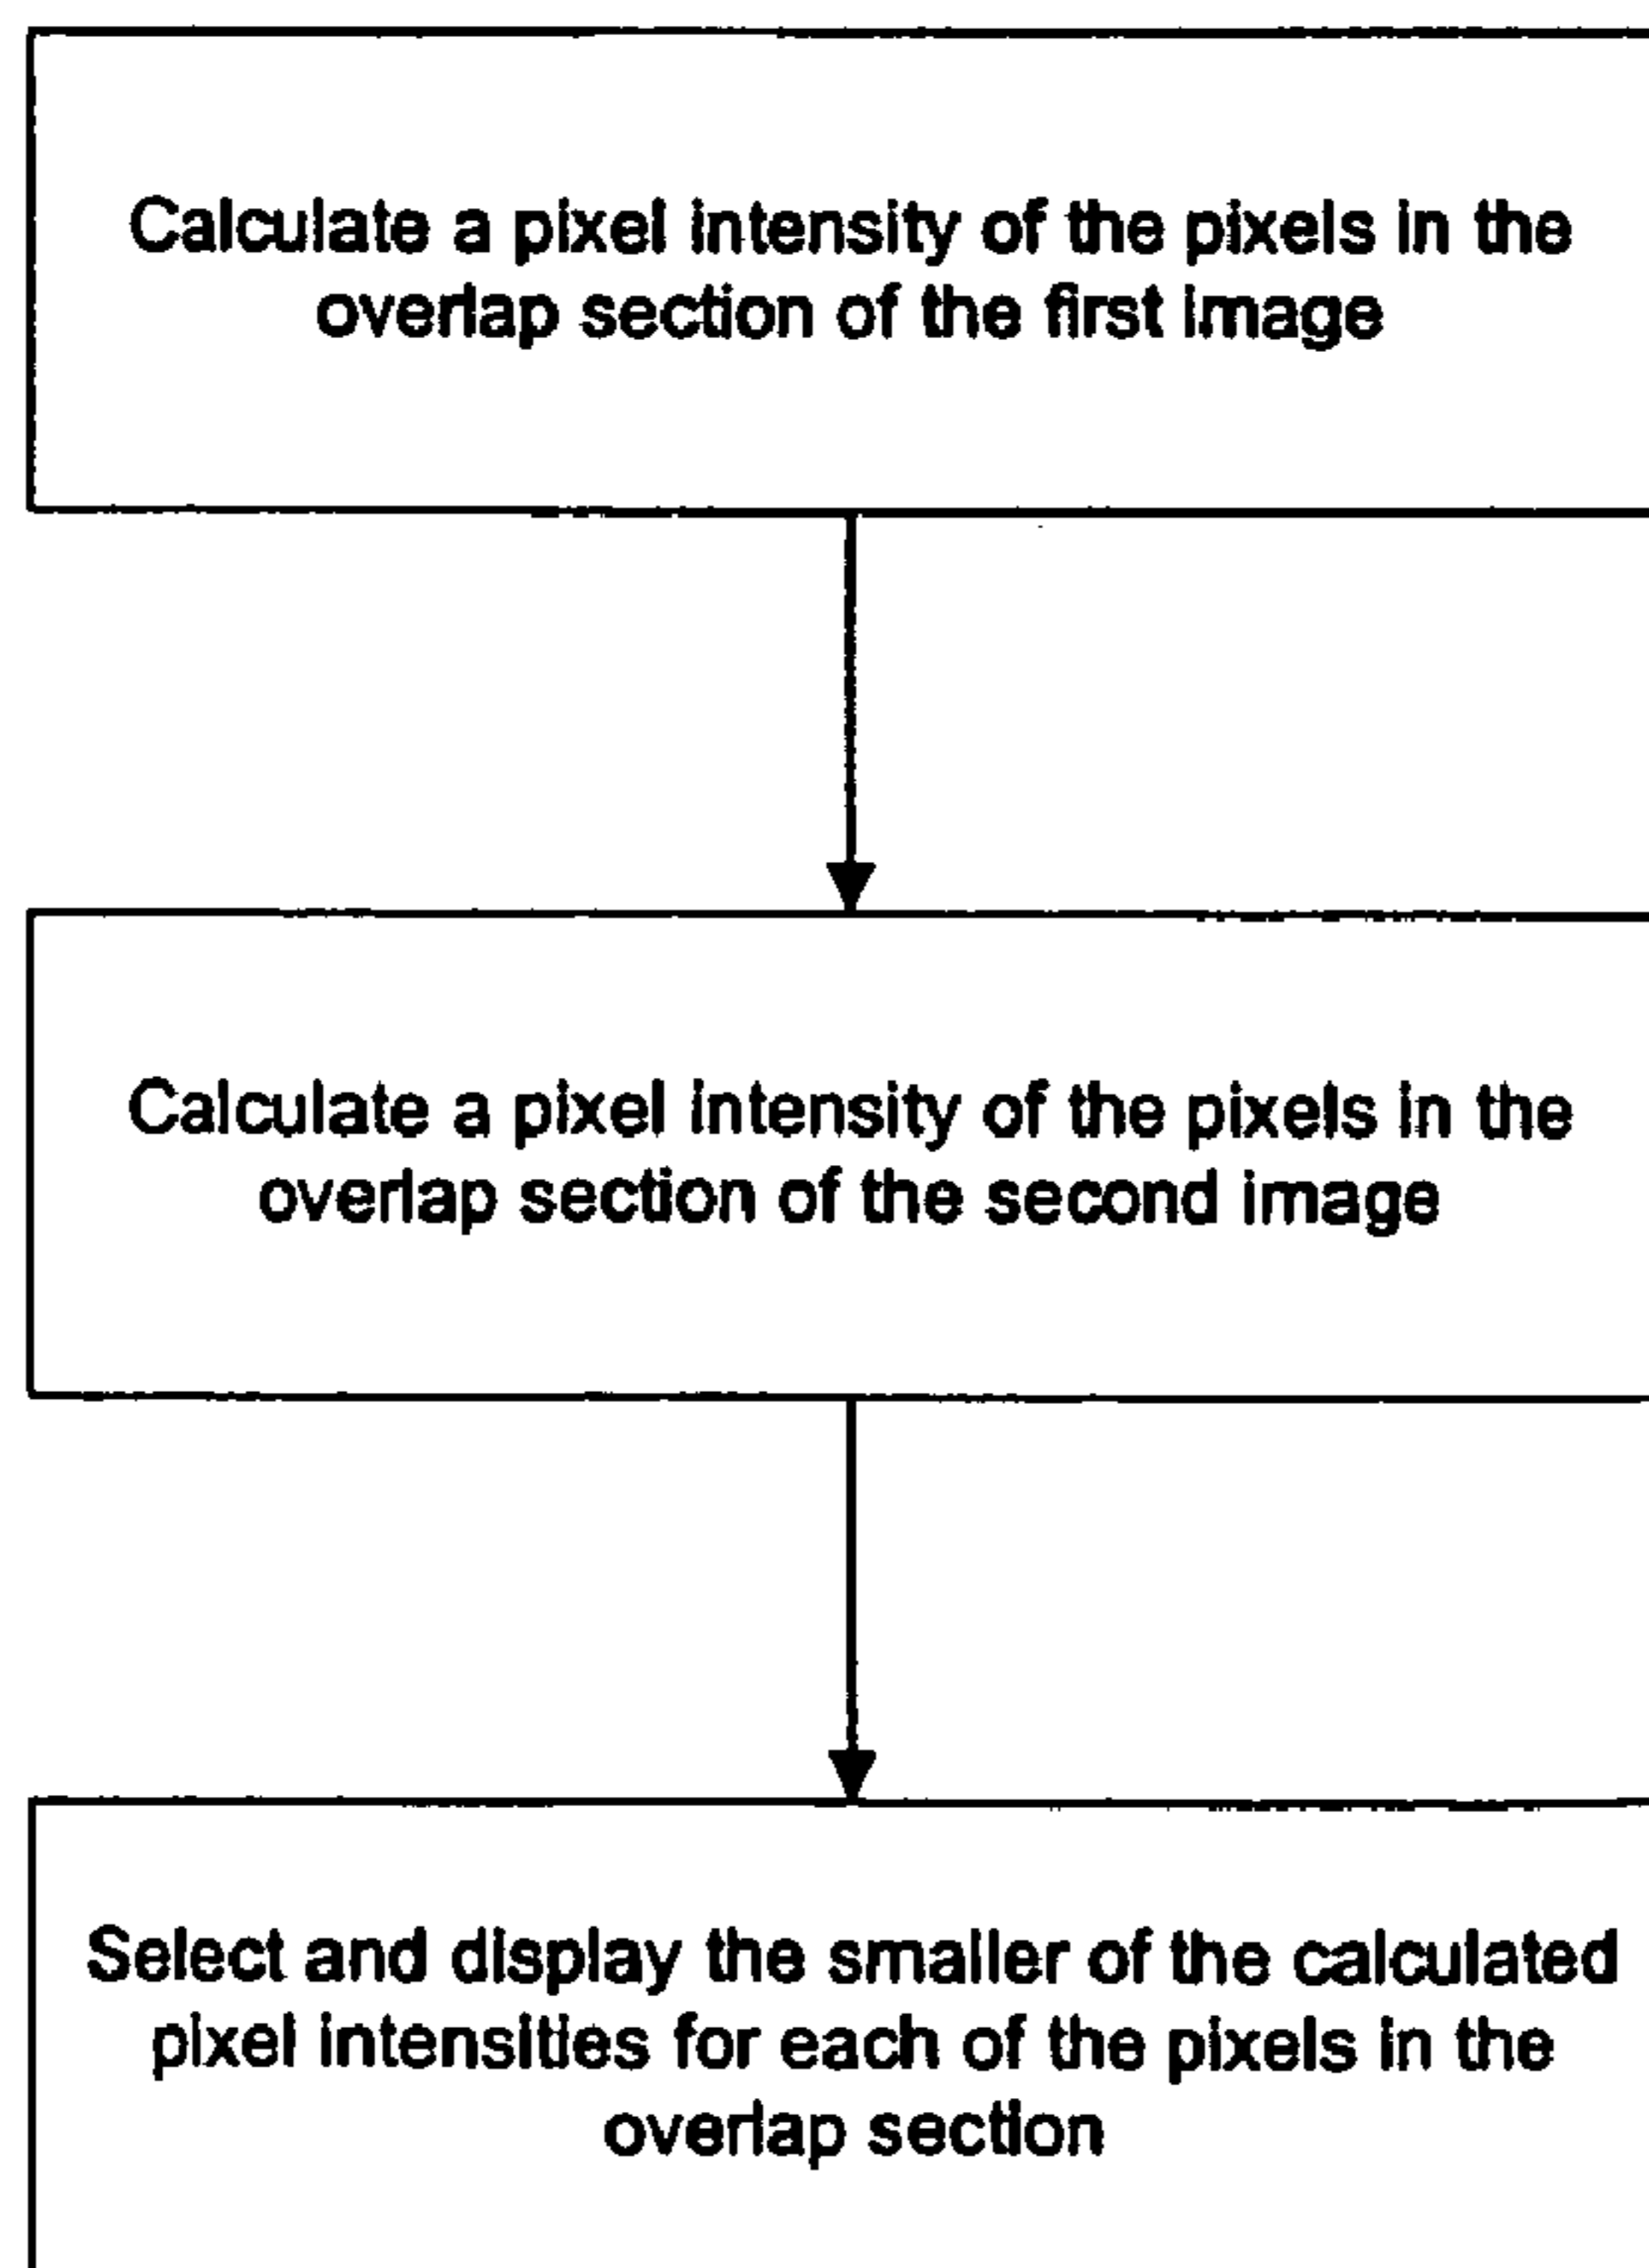 Calculate a pixel intensity of the pixels in the
overlap section of the first image
Calculate a pixel intensity of the pixels in the
overlap section of the second image
Select and display the smaller of the calculated
pixel intensities for each of the pixels in the
overlap section